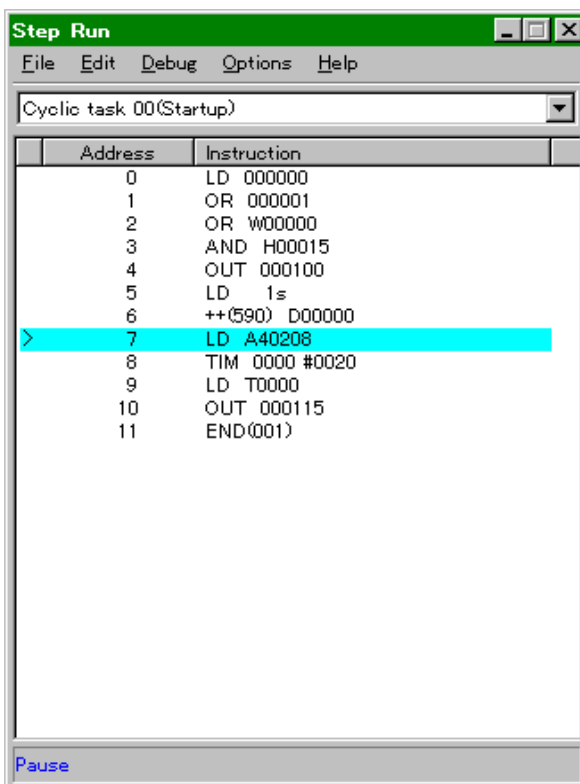 Step Run
File Edit Debug Options Help
Cyclic task 00(Startup)
Address Instruction
0 LD 000000
1 OR 000001
2 OR W00000
3 AND H00015
4 OUT 000100
5 LD 1s
6 ++(590) D00000
> 7 LD A40208
8 TIM 0000 #0020
9 LD T0000
10 OUT 000115
11 END(001)
Pause